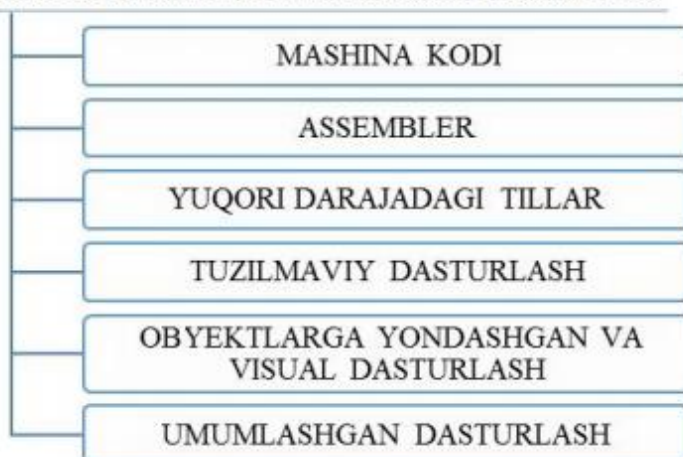 MASHINA KODI
ASSEMBLER
YUQORI DARAJADAGI TILLAR
TUZILMAVIY DASTURLASH
OBYEKTLARGA YONDASHGAN VA
VISUAL DASTURLASH
UMUMLASHGAN DASTURLASH